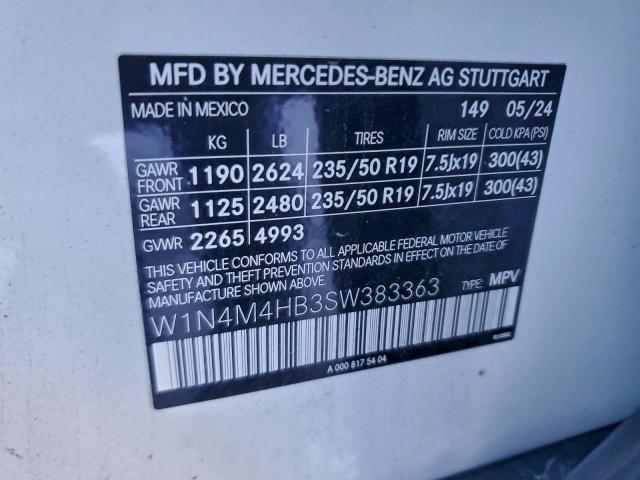 MFD BY MERCEDES-BENZ AG STUTTGART
MADE IN MEXICO 149 05/24
KG LB TIRES RIM SIZE COLD KPA (PSI)
GAWR FRONT 1190 2624 235/50 R19 7.5Jx19 300(43)
GAWR REAR 1125 2480 235/50 R19 7.5Jx19 300(43)
GVWR 2265 4993
THIS VEHICLE CONFORMS TO ALL APPLICABLE FEDERAL MOTOR VEHICLE
SAFETY AND THEFT PREVENTION STANDARDS IN EFFECT ON THE DATE OF
MANUFACTURE SHOWN ABOVE.
W1N4M4HB3SW383363 TYPE: MPV
A 000 817 54 04